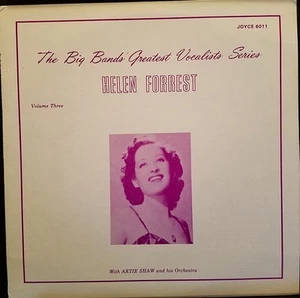 JOYCE 6011
The Big Bands Greatest Vocalists Series
HELEN FORREST
Volume Three
With ARTIE SHAW and his Orchestra